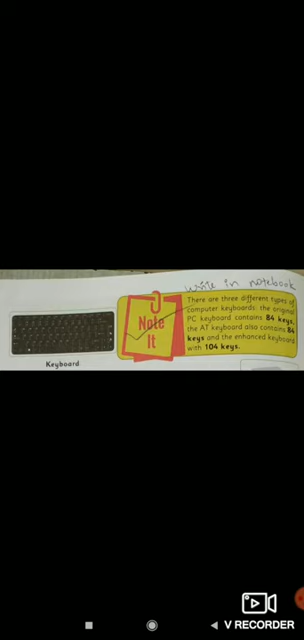 write in notebook
Note
It
There are three different types of
computer keyboards: the original
PC keyboard contains 84 keys,
the AT keyboard also contains 84
keys and the enhanced keyboard
with 104 keys.
Keyboard
V RECORDER